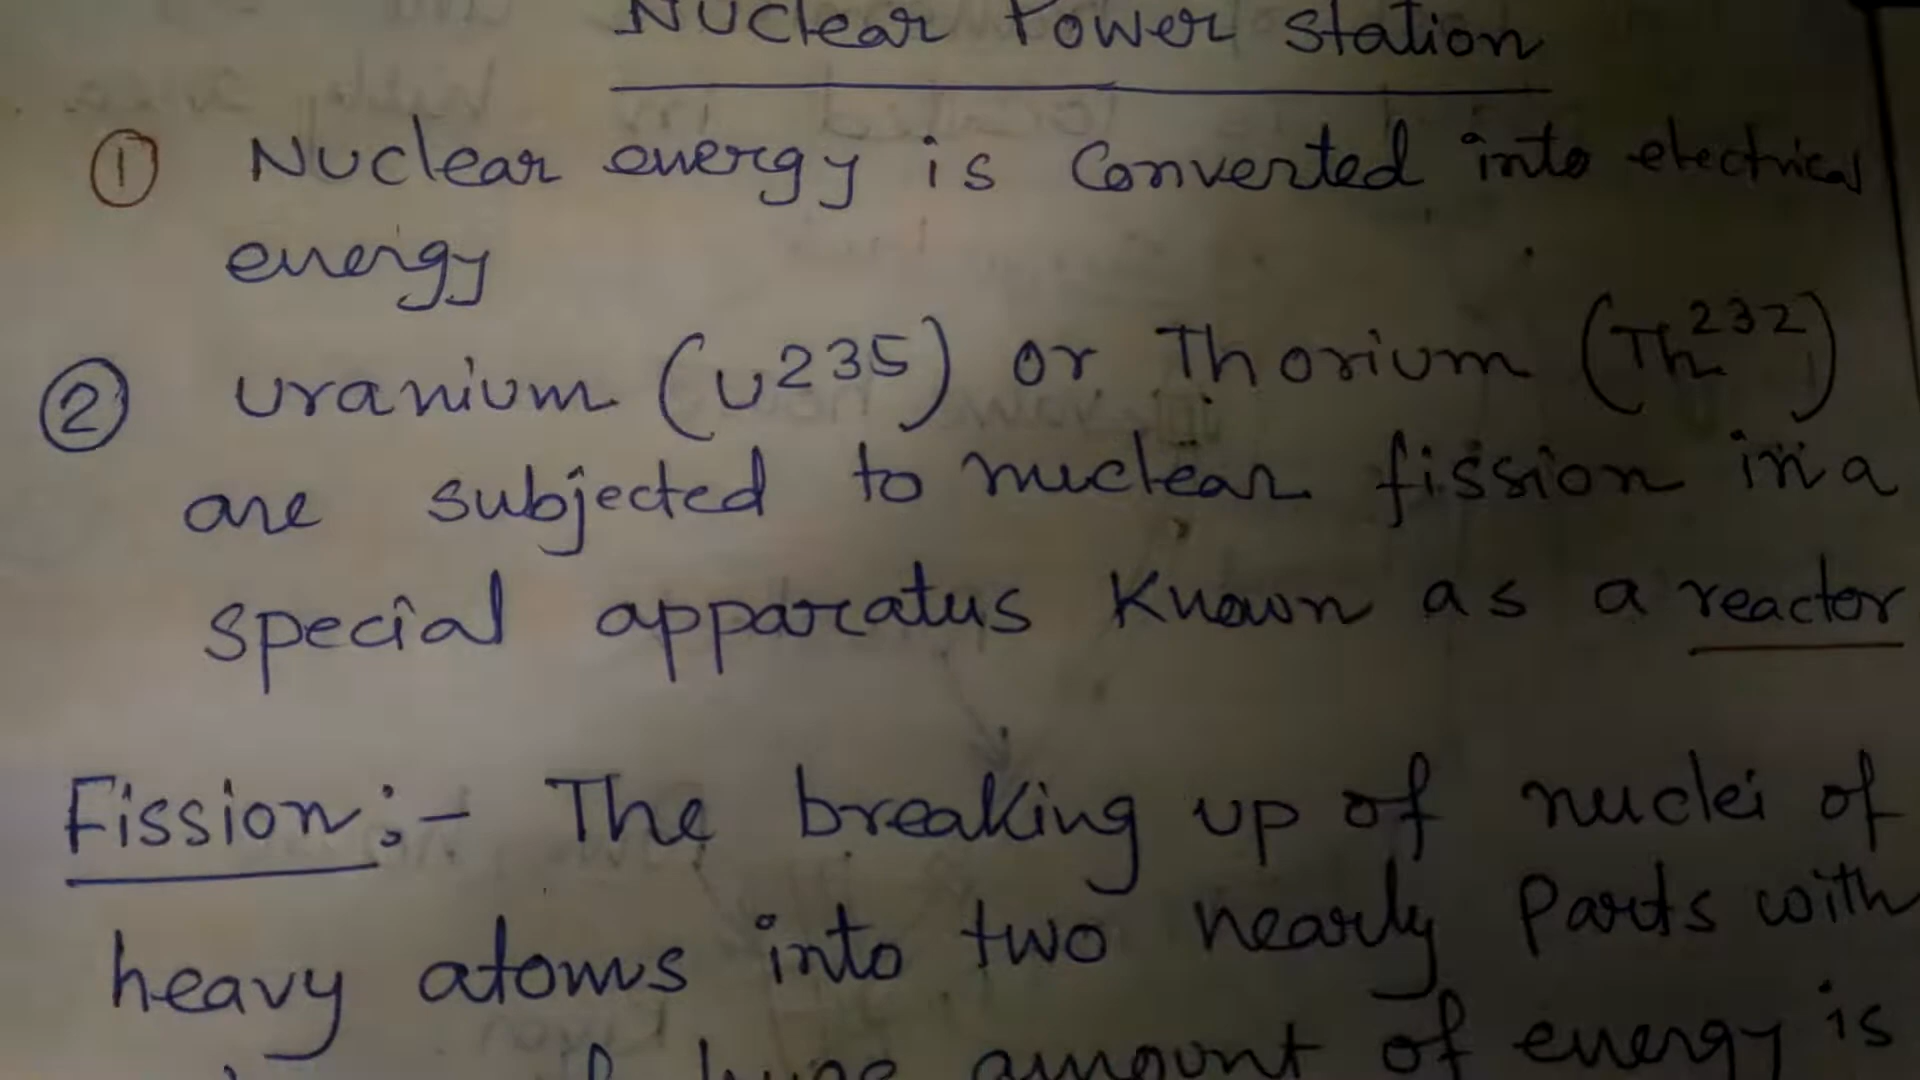 Nuclear Power Station
① Nuclear energy is Converted into electrical
energy
② Uranium (U235) or Thorium (Th232)
are subjected to nuclear fission in a
special apparatus Known as a reactor
Fission:- The breaking up of nuclei of
heavy atoms into two nearly Parts with
huge amount of energy is